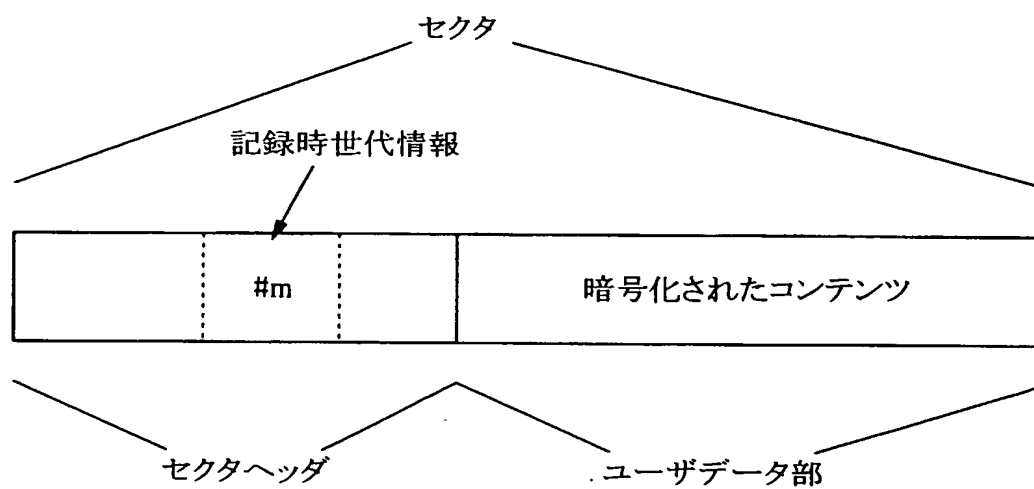 セクタ
記録時世代情報
#m
暗号化されたコンテンツ
セクタヘッダ
ユーザデータ部